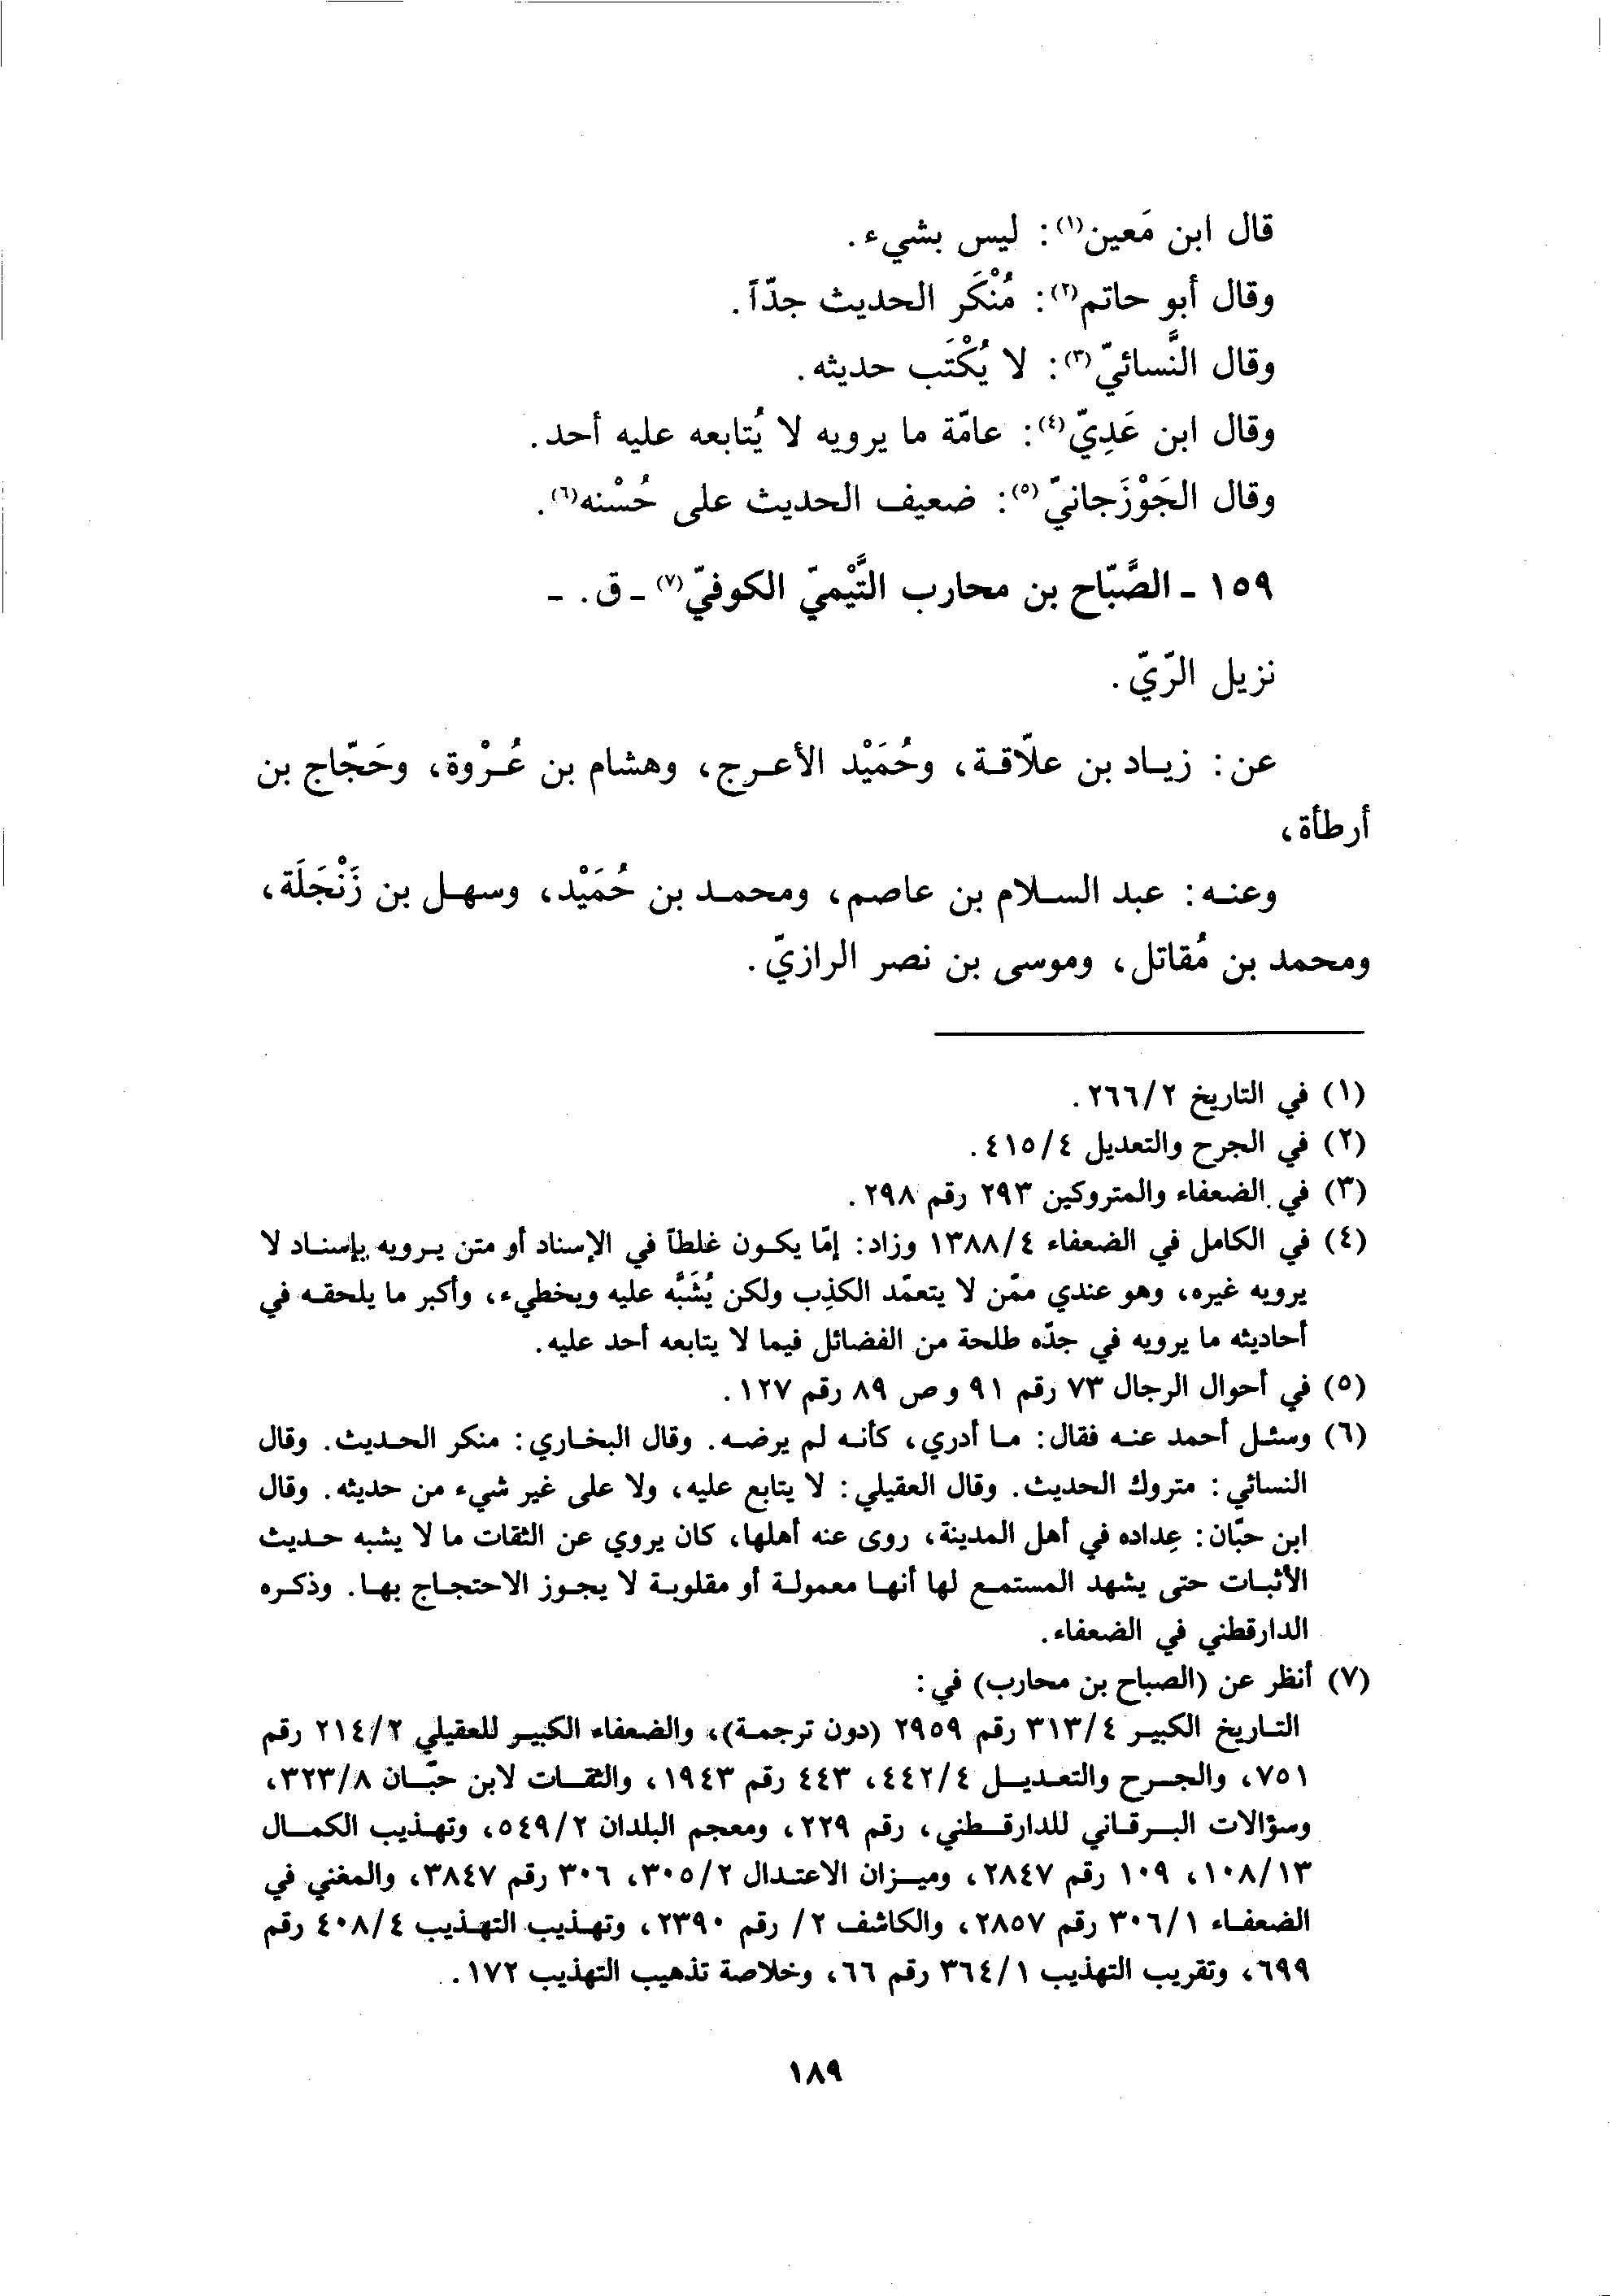 قال ابن مَعين(١): ليس بشيء.
وقال أبو حاتم(٢): مُنْكَر الحديث جدّاً.
وقال النَّسائيّ(٣): لا يُكْتَب حديثه.
وقال ابن عَدِيّ(٤): عامّة ما يرويه لا يُتابعه عليه أحد.
وقال الجَوْزَجانيّ(٥): ضعيف الحديث على حُسْنه(٦).
١٥٩ - الصَّبّاح بن محارب التَّيْميّ الكوفيّ(٧) - ق. -
نزيل الرّيّ.
عن: زياد بن علّاقة، وحُمَيْد الأعرج، وهشام بن عُرْوة، وحَجّاج بن
أرطأة،
وعنه: عبد السلام بن عاصم، ومحمد بن حُمَيْد، وسهل بن زَنْجَلَة،
ومحمد بن مُقاتل، وموسى بن نصر الرازيّ.
(١) في التاريخ ٢/٢٦٦.
(٢) في الجرح والتعديل ٤/٤١٥.
(٣) في الضعفاء والمتروكين ٢٩٣ رقم ٢٩٨.
(٤) في الكامل في الضعفاء ٤/١٣٨٨ وزاد: إمّا يكون غلطاً في الإسناد أو متن يرويه بإسناد لا
يرويه غيره، وهو عندي ممّن لا يتعمّد الكذِب ولكن يُشَبَّه عليه ويخطيء، وأكبر ما يلحقه في
أحاديثه ما يرويه في جدّه طلحة من الفضائل فيما لا يتابعه أحد عليه.
(٥) في أحوال الرجال ٧٣ رقم ٩١ و ص ٨٩ رقم ١٢٧.
(٦) وسئل أحمد عنه فقال: ما أدري، كأنه لم يرضه. وقال البخاري: منكر الحديث. وقال
النسائي: متروك الحديث. وقال العقيلي: لا يتابع عليه، ولا على غير شيء من حديثه. وقال
ابن حبّان: عِداده في أهل المدينة، روى عنه أهلها، كان يروي عن الثقات ما لا يشبه حديث
الأثبات حتى يشهد المستمع لها أنها معمولة أو مقلوبة لا يجوز الاحتجاج بها. وذكره
الدارقطني في الضعفاء.
(٧) أنظر عن (الصباح بن محارب) في:
التاريخ الكبير ٤/٣١٣ رقم ٢٩٥٩ (دون ترجمة)، والضعفاء الكبير للعقيلي ٢/٢١٤ رقم
٧٥١، والجرح والتعديل ٤/٤٤٢، ٤٤٣ رقم ١٩٤٣، والثقات لابن حبّان ٨/٣٢٣،
وسؤالات البرقاني للدارقطني، رقم ٢٢٩، ومعجم البلدان ٢/٥٤٩، وتهذيب الكمال
١٣/١٠٨، ١٠٩ رقم ٢٨٤٧، وميزان الاعتدال ٢/٣٠٥، ٣٠٦ رقم ٣٨٤٧، والمغني في
الضعفاء ١/٣٠٦ رقم ٢٨٥٧، والكاشف ٢/ رقم ٢٣٩٠، وتهذيب التهذيب ٤/٤٠٨ رقم
٦٩٩، وتقريب التهذيب ١/٣٦٤ رقم ٦٦، وخلاصة تذهيب التهذيب ١٧٢.
١٨٩